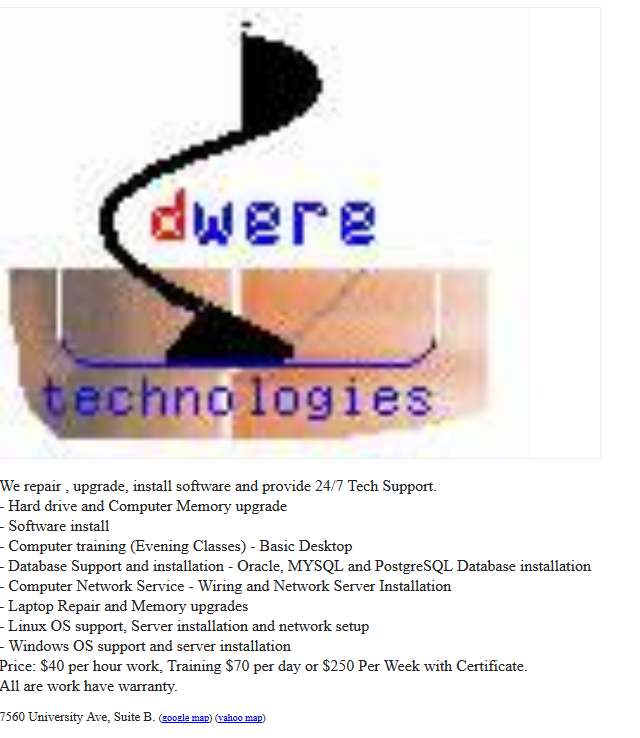 dwere
technologies
We repair , upgrade, install software and provide 24/7 Tech Support.
- Hard drive and Computer Memory upgrade
- Software install
- Computer training (Evening Classes) - Basic Desktop
- Database Support and installation - Oracle, MYSQL and PostgreSQL Database installation
- Computer Network Service - Wiring and Network Server Installation
- Laptop Repair and Memory upgrades
- Linux OS support, Server installation and network setup
- Windows OS support and server installation
Price: $40 per hour work, Training $70 per day or $250 Per Week with Certificate.
All are work have warranty.
7560 University Ave, Suite B. (google map) (yahoo map)